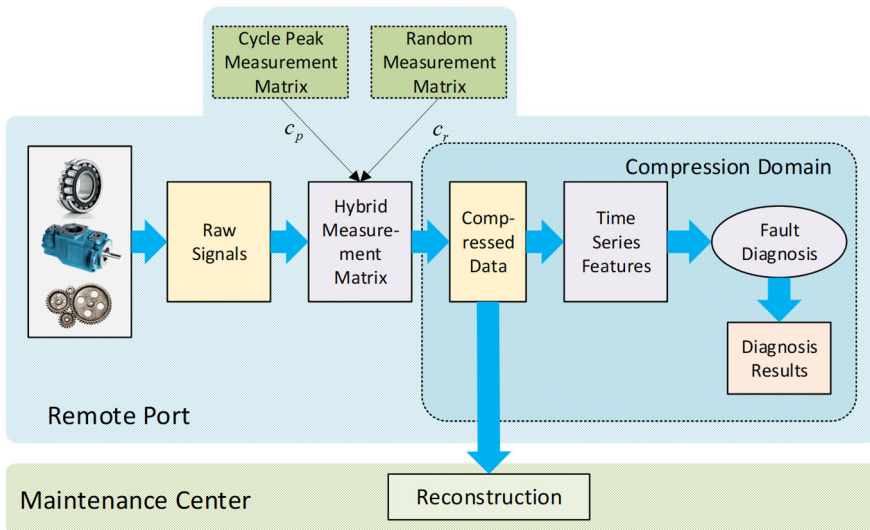 Cycle Peak
Measurement
Matrix
Random
Measurement
Matrix
c_p
c_r
Compression Domain
Raw
Signals
Hybrid
Measure-
ment
Matrix
Comp-
ressed
Data
Time
Series
Features
Fault
Diagnosis
Diagnosis
Results
Remote Port
Maintenance Center
Reconstruction